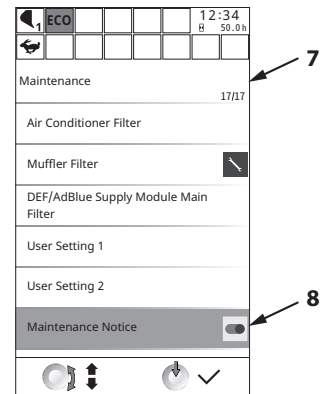 1 ECO 12:34
50.0h
7
Maintenance
17/17
Air Conditioner Filter
Muffler Filter
DEF/AdBlue Supply Module Main
Filter
User Setting 1
User Setting 2
Maintenance Notice
8